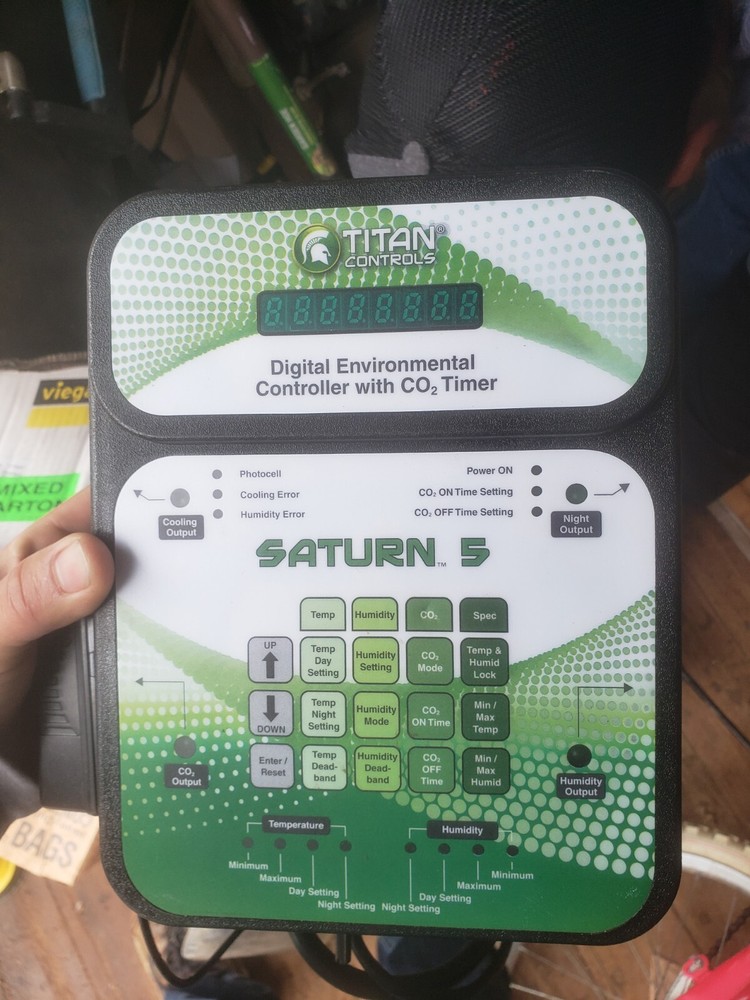 TITAN®
CONTROLS
Digital Environmental
Controller with CO₂ Timer
Photocell
Cooling Error
Humidity Error
Power ON
CO₂ ON Time Setting
CO₂ OFF Time Setting
Cooling
Output
Night
Output
SATURN™ 5
Temp
Humidity
CO₂
Spec
UP
Temp
Day
Setting
Humidity
Setting
CO₂
Mode
Temp &
Humid
Lock
DOWN
Temp
Night
Setting
Humidity
Mode
CO₂
ON Time
Min /
Max
Temp
Enter /
Reset
Temp
Dead-
band
Humidity
Dead-
band
CO₂
OFF
Time
Min /
Max
Humid
CO₂
Output
Humidity
Output
Temperature
Minimum
Maximum
Day Setting
Night Setting
Humidity
Minimum
Maximum
Day Setting
Night Setting
viega
MIXED
BAGS